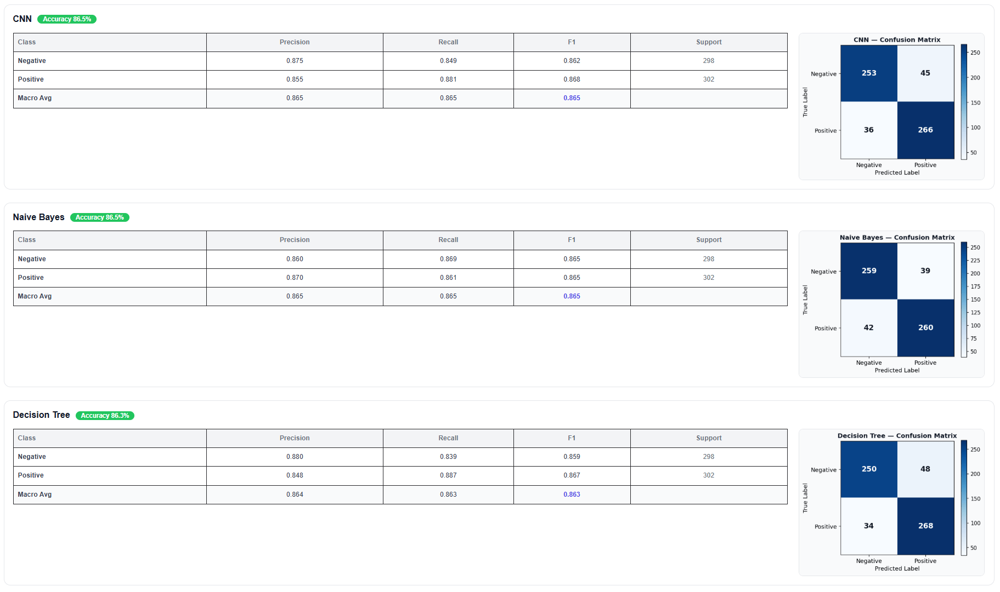 CNN Accuracy 86.5%
Class Precision Recall F1 Support
Negative 0.875 0.849 0.862 298
Positive 0.855 0.881 0.868 302
Macro Avg 0.865 0.865 0.865
CNN — Confusion Matrix
True Label
Negative 253 45
Positive 36 266
Negative Positive
Predicted Label
250
200
150
100
50
Naive Bayes Accuracy 86.5%
Class Precision Recall F1 Support
Negative 0.860 0.869 0.865 298
Positive 0.870 0.861 0.865 302
Macro Avg 0.865 0.865 0.865
Naive Bayes — Confusion Matrix
True Label
Negative 259 39
Positive 42 260
Negative Positive
Predicted Label
250
225
200
175
150
125
100
75
50
Decision Tree Accuracy 86.3%
Class Precision Recall F1 Support
Negative 0.880 0.839 0.859 298
Positive 0.848 0.887 0.867 302
Macro Avg 0.864 0.863 0.863
Decision Tree — Confusion Matrix
True Label
Negative 250 48
Positive 34 268
Negative Positive
Predicted Label
250
200
150
100
50